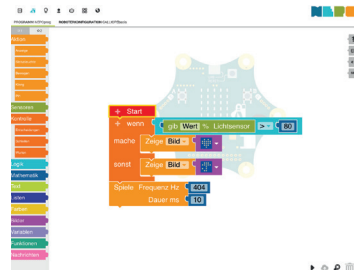 PROGRAMM NEPOprog
ROBOTERKONFIGURATION
Aktion
Sensoren
Kontrolle
Logik
Mathematik
Text
Listen
Farben
Bilder
Variablen
Funktionen
Nachrichten
+ Start
+ wenn gib Wert % Lichtsensor > 80
mache Zeige Bild
sonst Zeige Bild
Spiele Frequenz Hz 404
Dauer ms 10